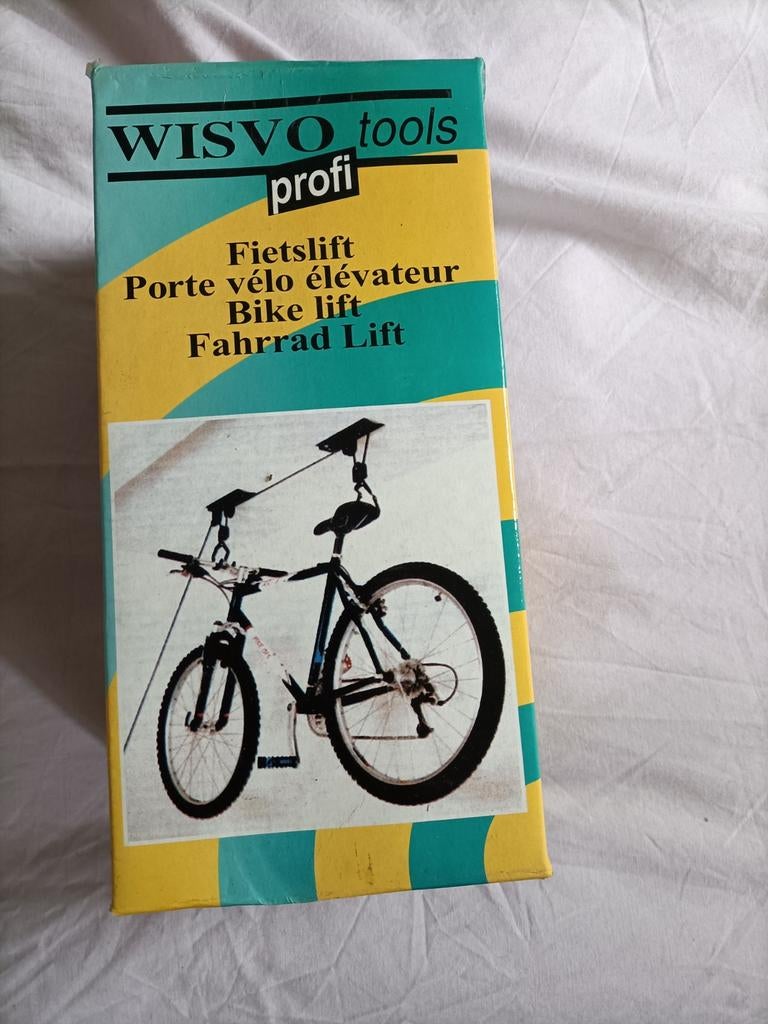 WISVO tools
profi
Fietslift
Porte vélo élévateur
Bike lift
Fahrrad Lift